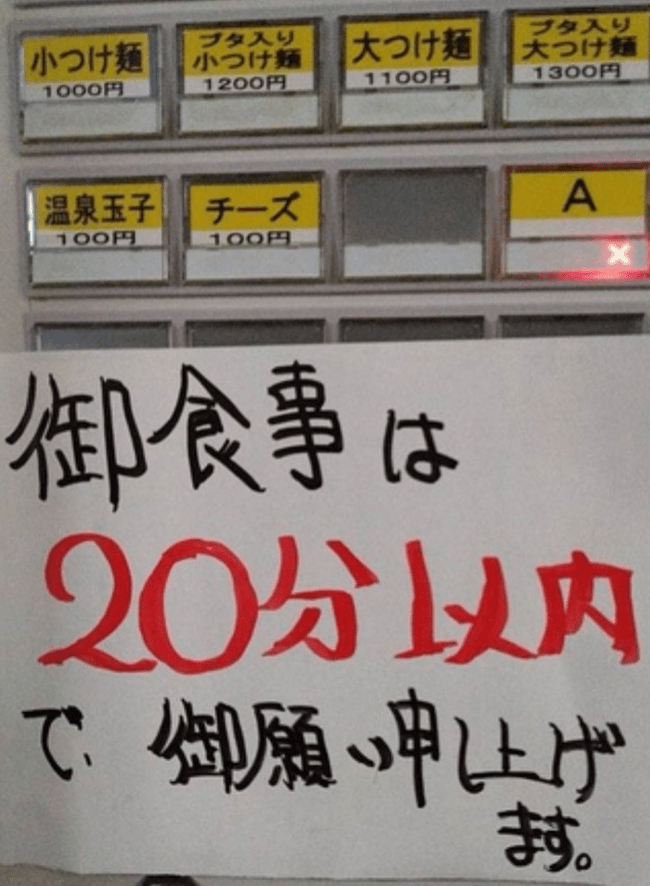 小つけ麺
1000円
ブタ入り
小つけ麺
1200円
大つけ麺
1100円
ブタ入り
大つけ麺
1300円
温泉玉子
100円
チーズ
100円
A
×
御食事は
20分以内
で、御願い申上げ
ます。